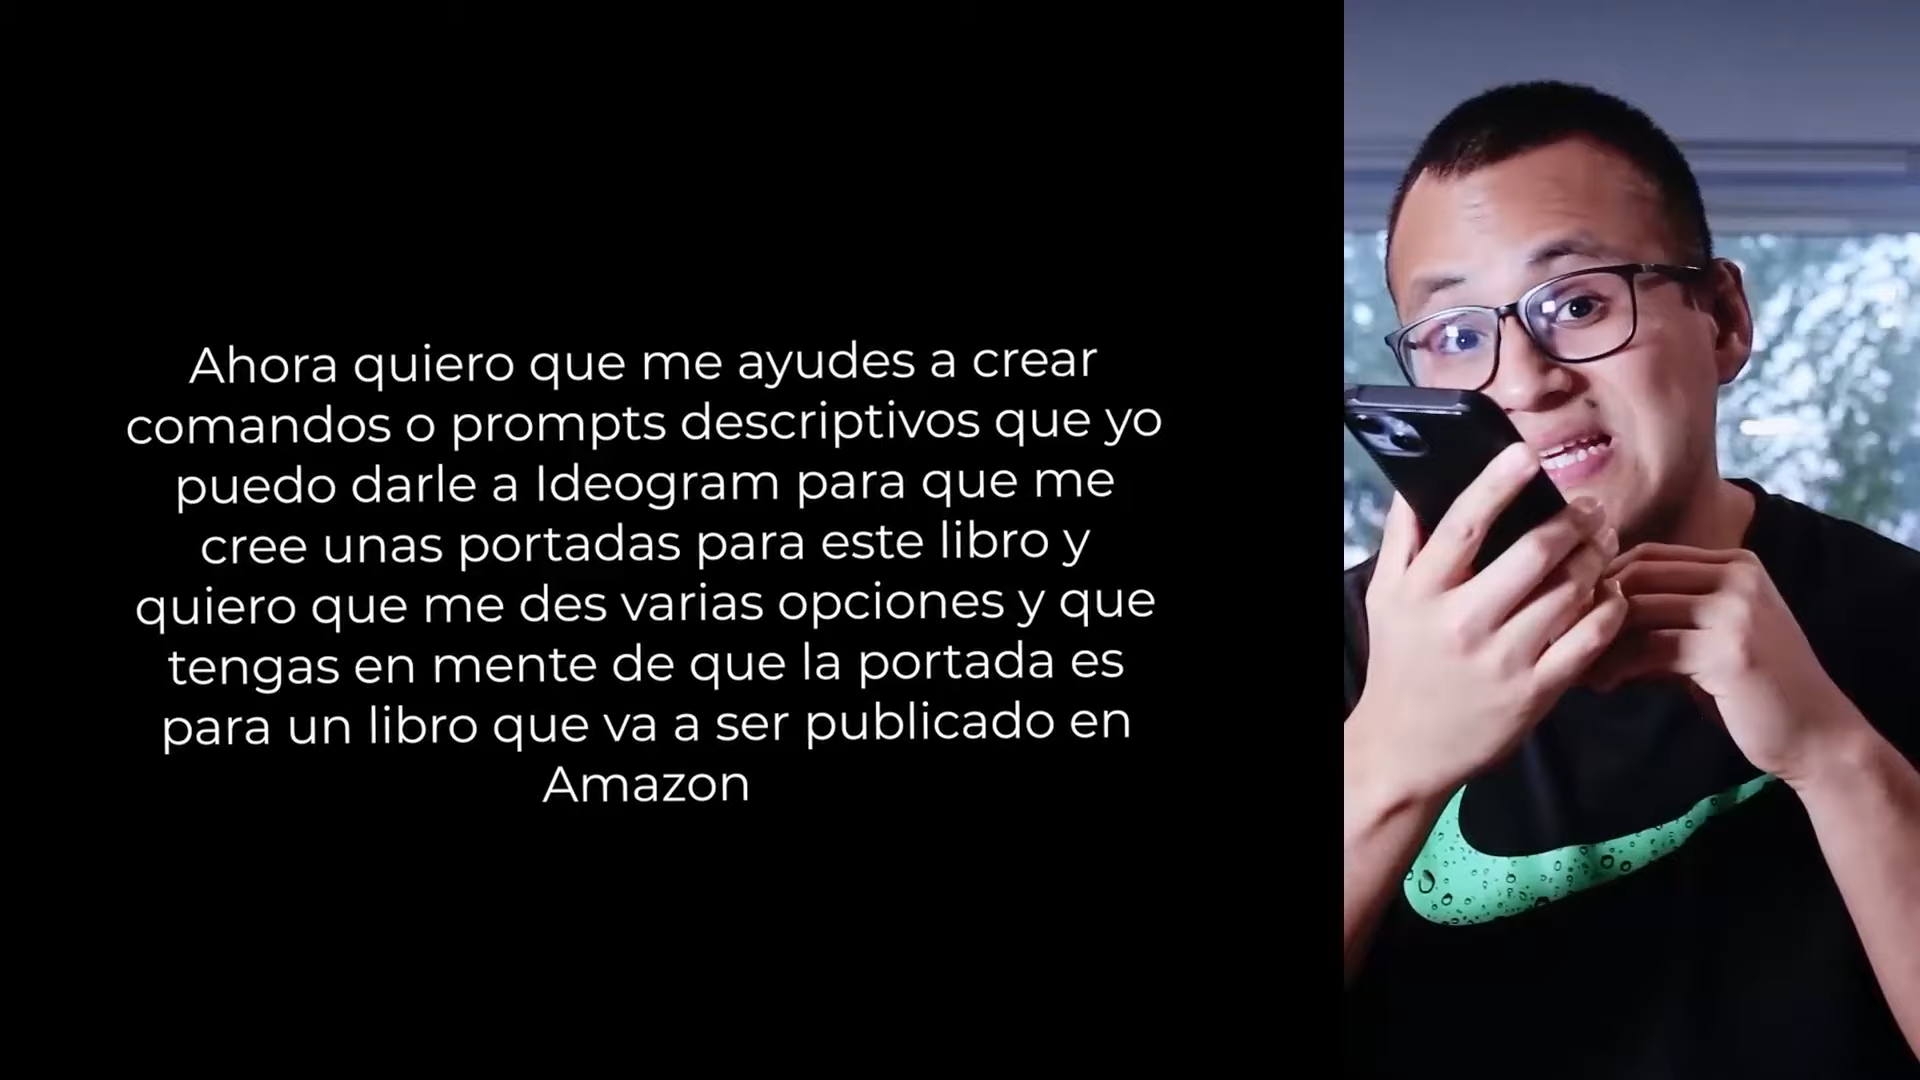 Ahora quiero que me ayudes a crear
comandos o prompts descriptivos que yo
puedo darle a Ideogram para que me
cree unas portadas para este libro y
quiero que me des varias opciones y que
tengas en mente de que la portada es
para un libro que va a ser publicado en
Amazon